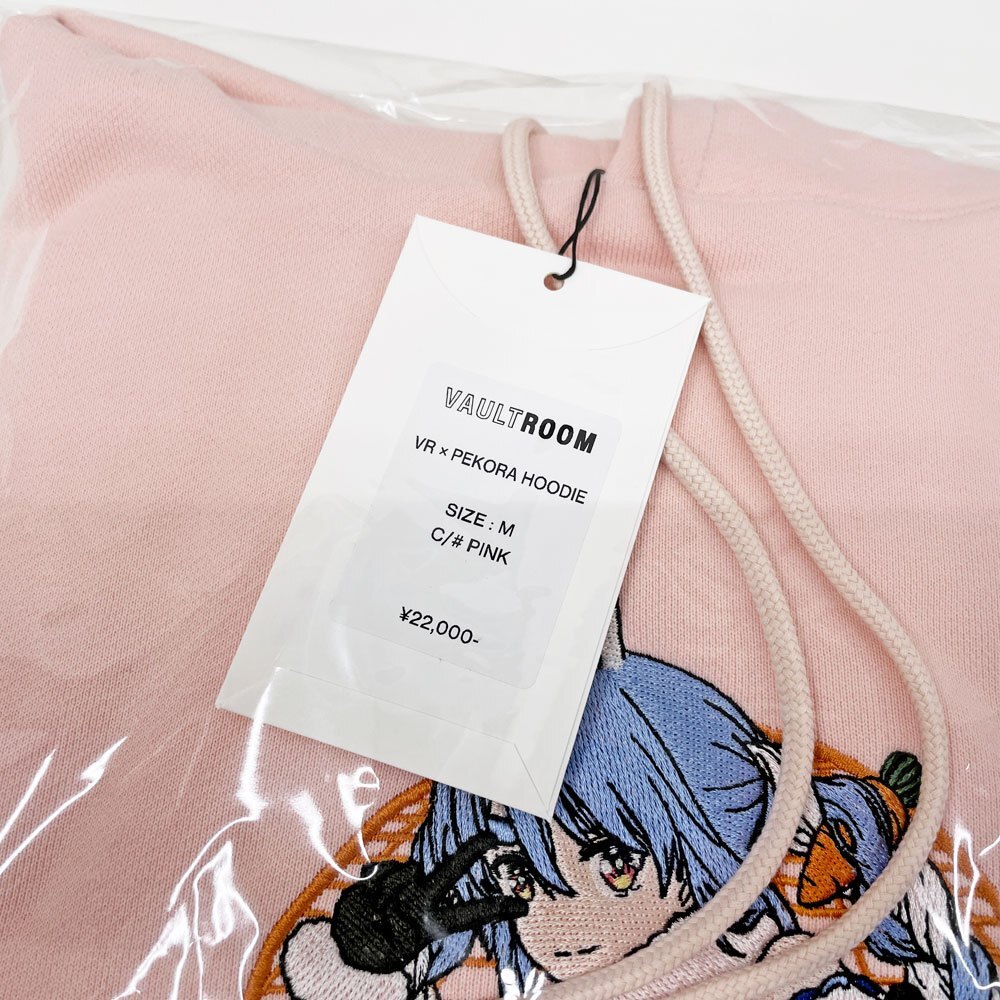 VAULTROOM
VR × PEKORA HOODIE
SIZE : M
C/# PINK
¥22,000-